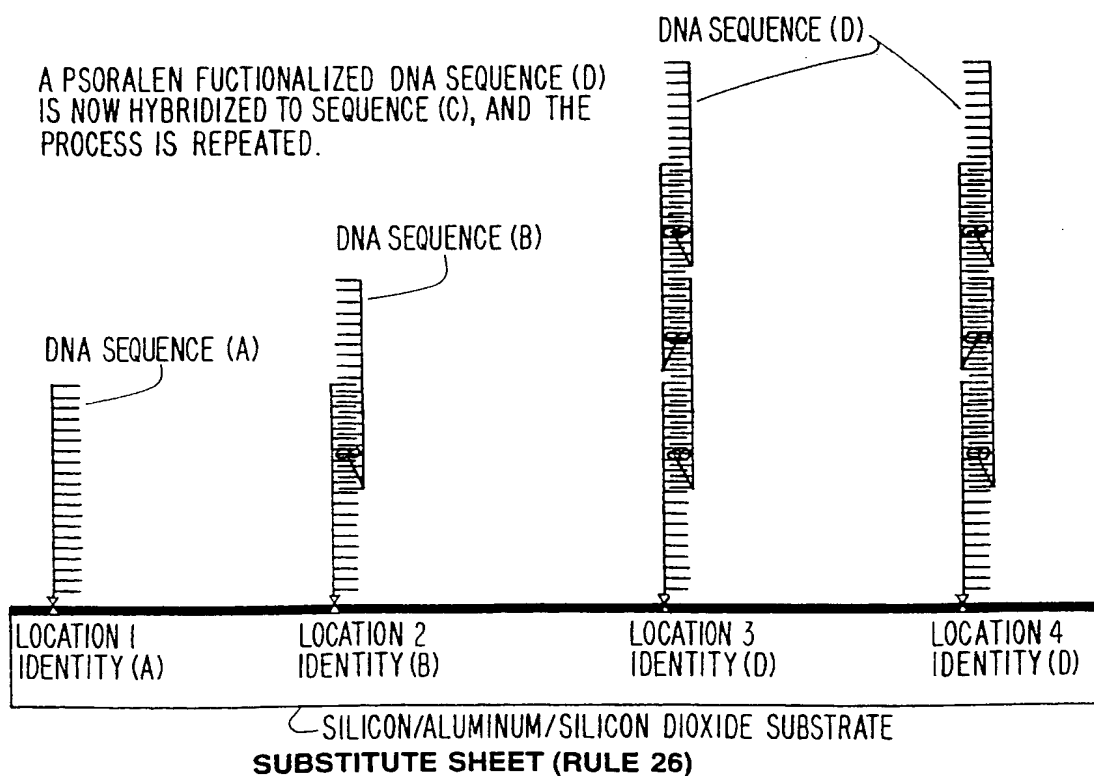 DNA SEQUENCE (D)
A PSORALEN FUCTIONALIZED DNA SEQUENCE (D)
IS NOW HYBRIDIZED TO SEQUENCE (C), AND THE
PROCESS IS REPEATED.
DNA SEQUENCE (B)
DNA SEQUENCE (A)
LOCATION 1
IDENTITY (A)
LOCATION 2
IDENTITY (B)
LOCATION 3
IDENTITY (D)
LOCATION 4
IDENTITY (D)
SILICON/ALUMINUM/SILICON DIOXIDE SUBSTRATE
SUBSTITUTE SHEET (RULE 26)